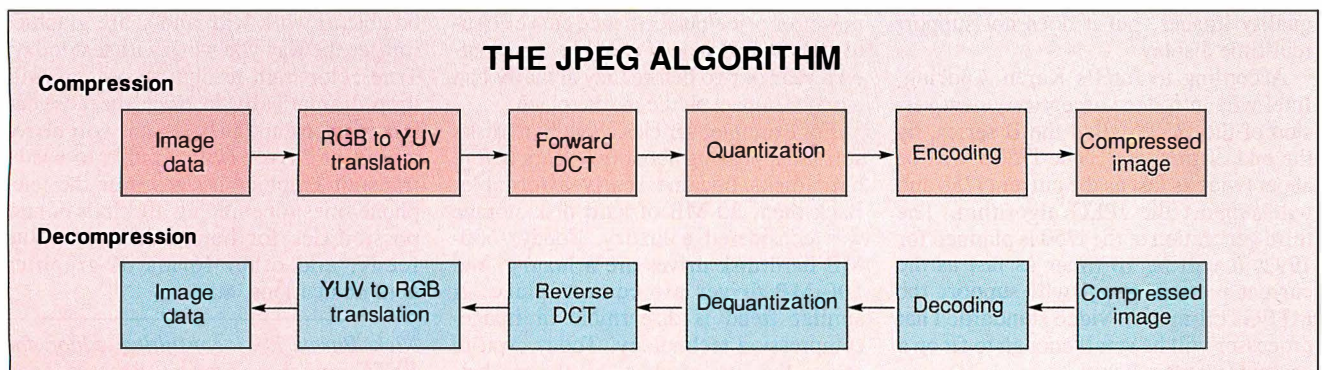 THE JPEG ALGORITHM
Compression
Image
data
RGB to YUV
translation
Forward
DCT
Quantization
Encoding
Compressed
image
Decompression
Image
data
YUV to RGB
translation
Reverse
DCT
Dequantization
Decoding
Compressed
image